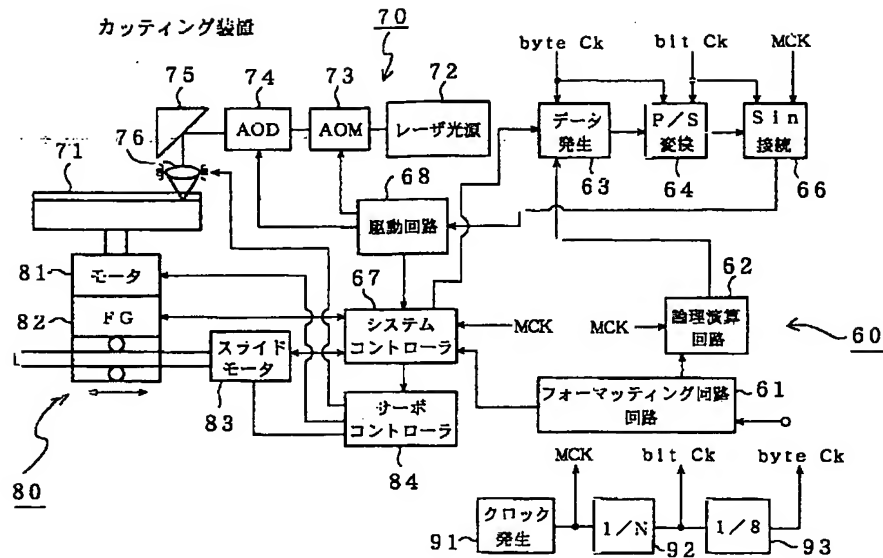 カッティング装置
70
byte Ck
bit Ck
MCK
75
74
73
72
AOD
AOM
レーザ光源
データ
発生
P/S
変換
Sin
接続
76
71
68
63
64
66
駆動回路
62
81
モータ
67
論理演算
回路
82
FG
システム
コントローラ
MCK
MCK
60
スライド
モータ
フォーマッティング回路
回路
61
83
サーボ
コントローラ
84
80
MCK
bit Ck
byte Ck
クロック
発生
1/N
1/8
91
92
93